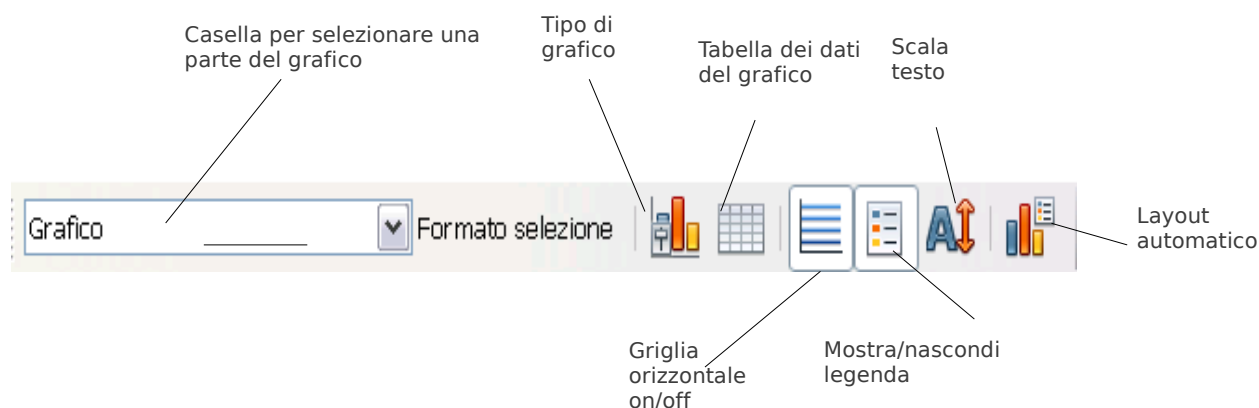 Casella per selezionare una
parte del grafico
Tipo di
grafico
Tabella dei dati
del grafico
Scala
testo
Grafico
Formato selezione
Layout
automatico
Griglia
orizzontale
on/off
Mostra/nascondi
legenda